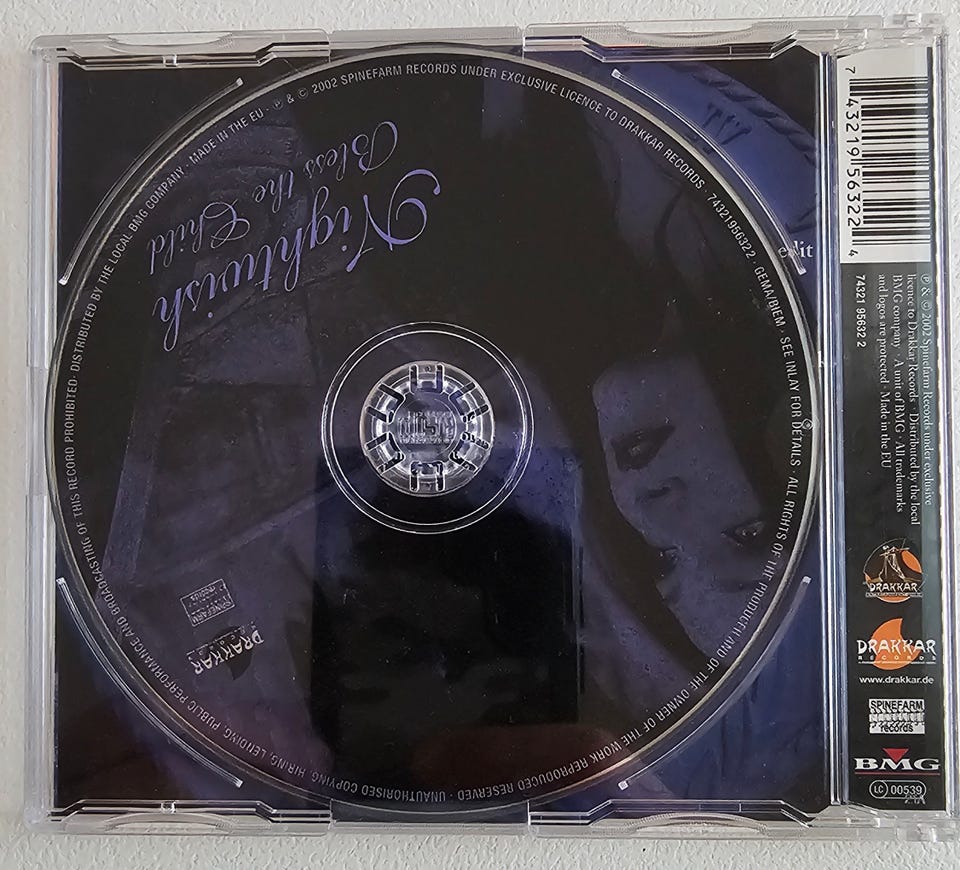 Nightwish
Bless the Child
MADE IN THE EU · ℗ & © 2002 SPINEFARM RECORDS UNDER EXCLUSIVE LICENCE TO DRAKKAR RECORDS · 74321956322 · GEMA/BIEM · SEE INLAY FOR DETAILS · ALL RIGHTS OF THE PRODUCER AND OF THE OWNER OF THE WORK REPRODUCED RESERVED · UNAUTHORISED COPYING, HIRING, LENDING, PUBLIC PERFORMANCE AND BROADCASTING OF THIS RECORD PROHIBITED · DISTRIBUTED BY THE LOCAL BMG COMPANY ·
SPINEFARM
records
DRAKKAR
RECORDS
edit
7 43219 56322 4
74321 95632 2
℗ & © 2002 Spinefarm Records under exclusive
licence to Drakkar Records · Distributed by the local
BMG company · A unit of BMG · All trademarks
and logos are protected · Made in the EU
DRAKKAR
DRAKKAR
RECORDS
www.drakkar.de
SPINEFARM
records
BMG
LC 00539